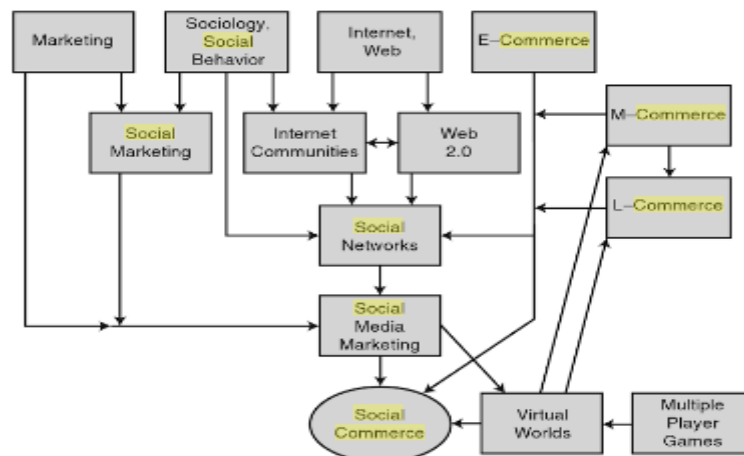 Marketing
Sociology,
Social
Behavior
Internet,
Web
E–Commerce
M–Commerce
Social
Marketing
Internet
Communities
Web
2.0
L–Commerce
Social
Networks
Social
Media
Marketing
Social
Commerce
Virtual
Worlds
Multiple
Player
Games